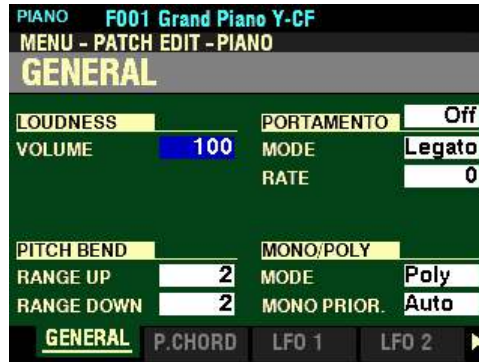 PIANO F001 Grand Piano Y-CF
MENU - PATCH EDIT - PIANO
GENERAL
LOUDNESS
VOLUME 100
PORTAMENTO Off
MODE Legato
RATE 0
PITCH BEND
RANGE UP 2
RANGE DOWN 2
MONO/POLY
MODE Poly
MONO PRIOR. Auto
GENERAL P.CHORD LFO 1 LFO 2